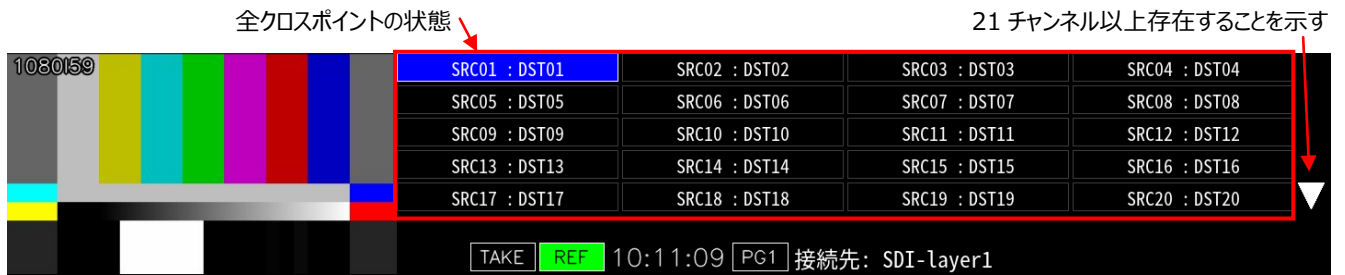 全クロスポイントの状態
21 チャンネル以上存在することを示す
1080I59
SRC01 : DST01 SRC02 : DST02 SRC03 : DST03 SRC04 : DST04
SRC05 : DST05 SRC06 : DST06 SRC07 : DST07 SRC08 : DST08
SRC09 : DST09 SRC10 : DST10 SRC11 : DST11 SRC12 : DST12
SRC13 : DST13 SRC14 : DST14 SRC15 : DST15 SRC16 : DST16
SRC17 : DST17 SRC18 : DST18 SRC19 : DST19 SRC20 : DST20
TAKE REF 10:11:09 PG1 接続先: SDI-layer1